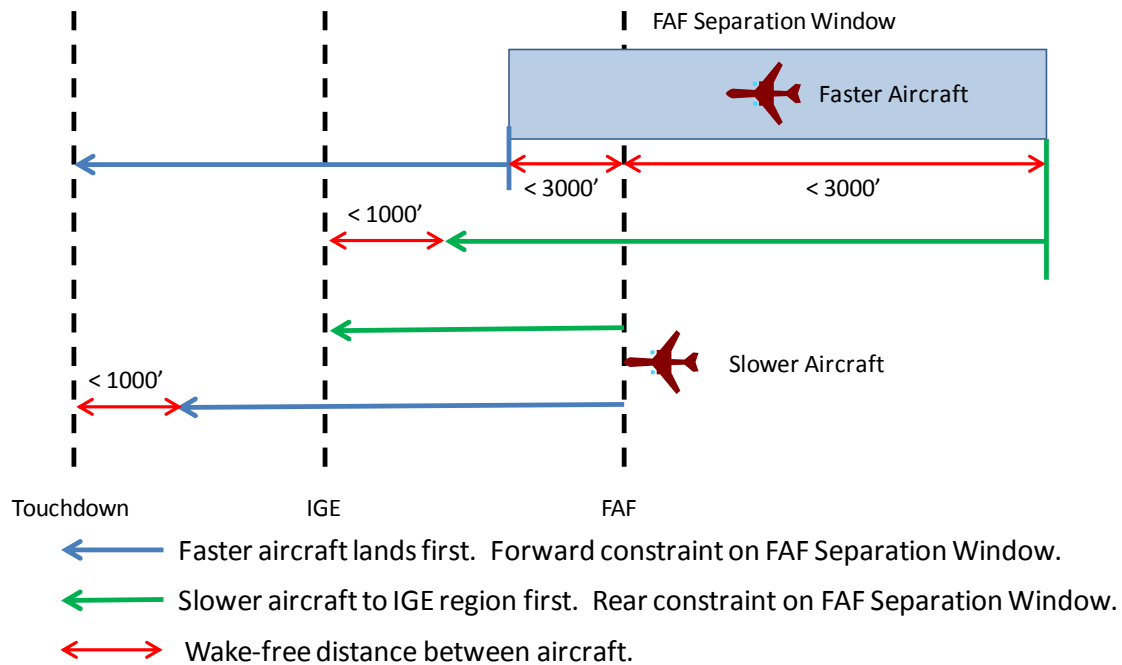 FAF Separation Window
Faster Aircraft
< 3000’
< 3000’
< 1000’
Slower Aircraft
< 1000’
Touchdown
IGE
FAF
Faster aircraft lands first. Forward constraint on FAF Separation Window.
Slower aircraft to IGE region first. Rear constraint on FAF Separation Window.
Wake-free distance between aircraft.